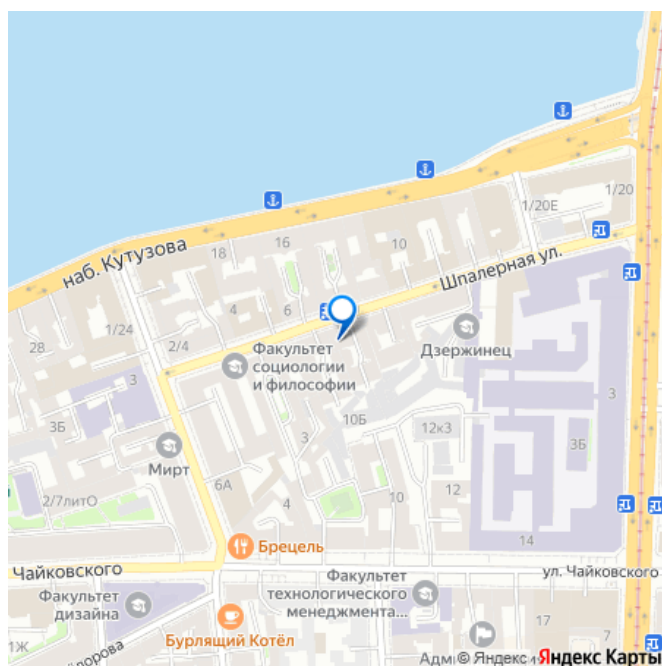 1/20
1/20Е
наб. Кутузова
16
10
18
Шпалерная ул.
4
6
1/24
2/4
28
Факультет
социологии
и философии
Дзержинец
3
3
3Б
10Б
12к3
3Б
3
Мирт
6А
2/7литО
4
10
12
14
Брецель
Чайковского
ул. Чайковского
Факультет
дизайна
Факультет
технологического
менеджмента...
Бурлящий Котёл
17
7
1Ж
© Яндекс
Яндекс Карты